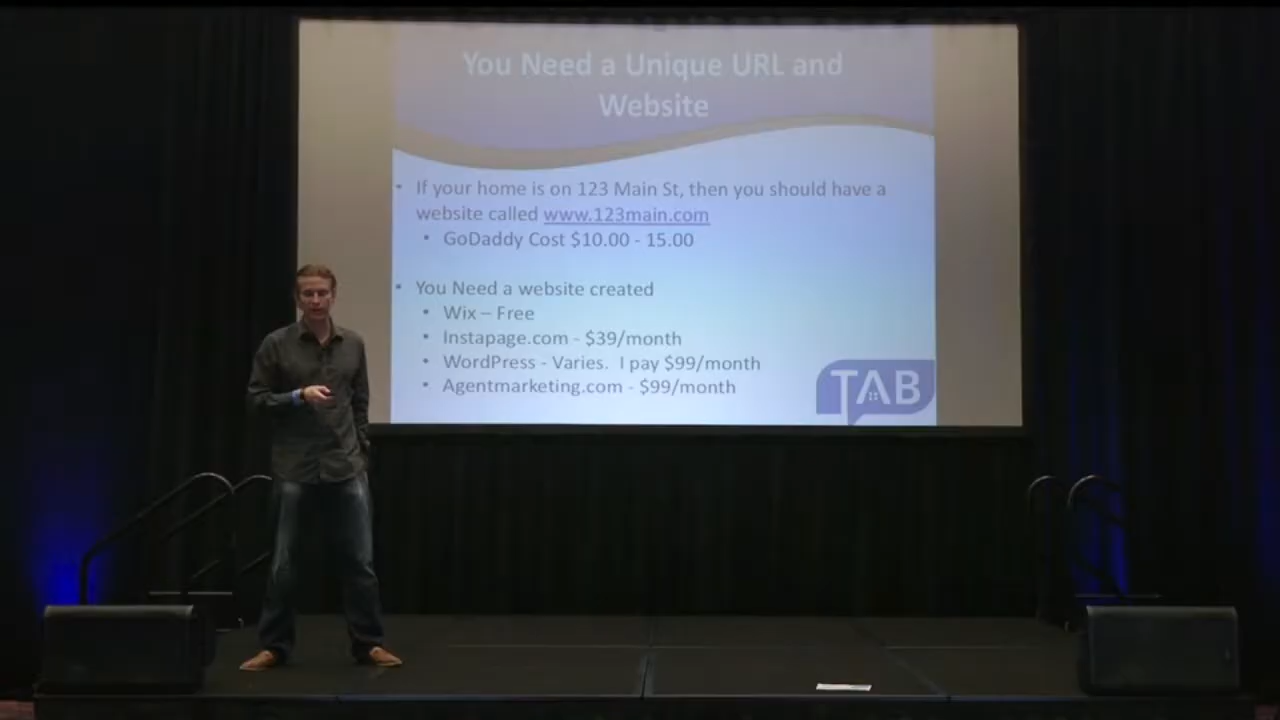 You Need a Unique URL and
Website
• If your home is on 123 Main St, then you should have a
website called www.123main.com
• GoDaddy Cost $10.00 - 15.00
• You Need a website created
• Wix – Free
• Instapage.com - $39/month
• WordPress - Varies. I pay $99/month
• Agentmarketing.com - $99/month
TAB